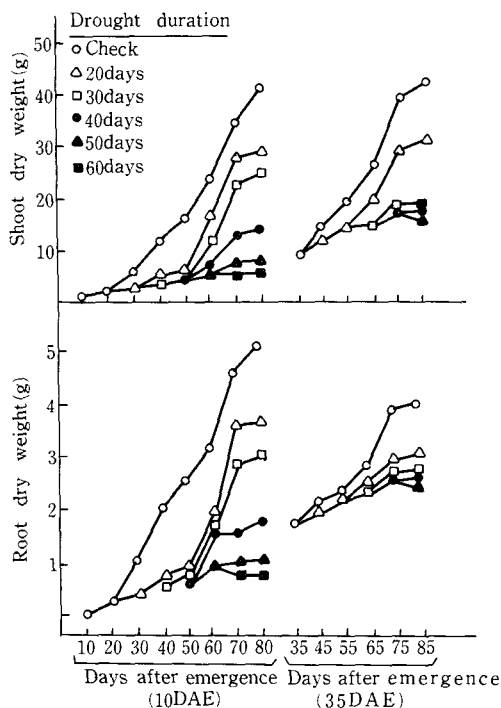 Drought duration
Check
20days
30days
40days
50days
60days
Shoot dry weight(g)
50
40
30
20
10
Root dry weight(g)
5
4
3
2
1
10 20 30 40 50 60 70 80
35 45 55 65 75 85
Days after emergence
(10DAE)
Days after emergence
(35DAE)